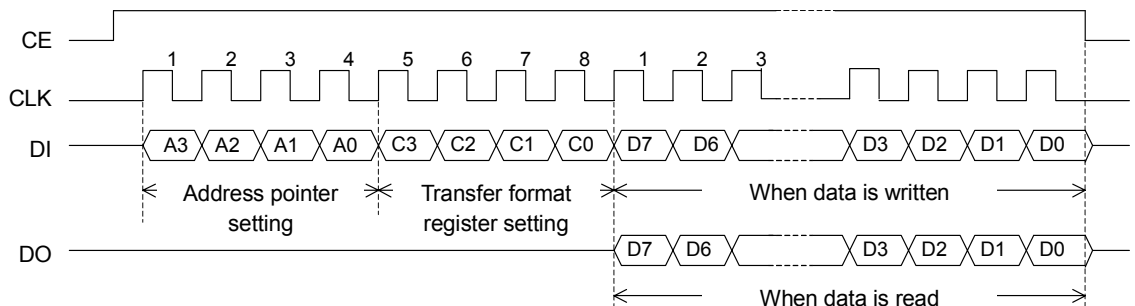 CE
1 2 3 4 5 6 7 8 1 2 3
CLK
DI A3 A2 A1 A0 C3 C2 C1 C0 D7 D6 D3 D2 D1 D0
Address pointer setting
Transfer format register setting
When data is written
DO D7 D6 D3 D2 D1 D0
When data is read